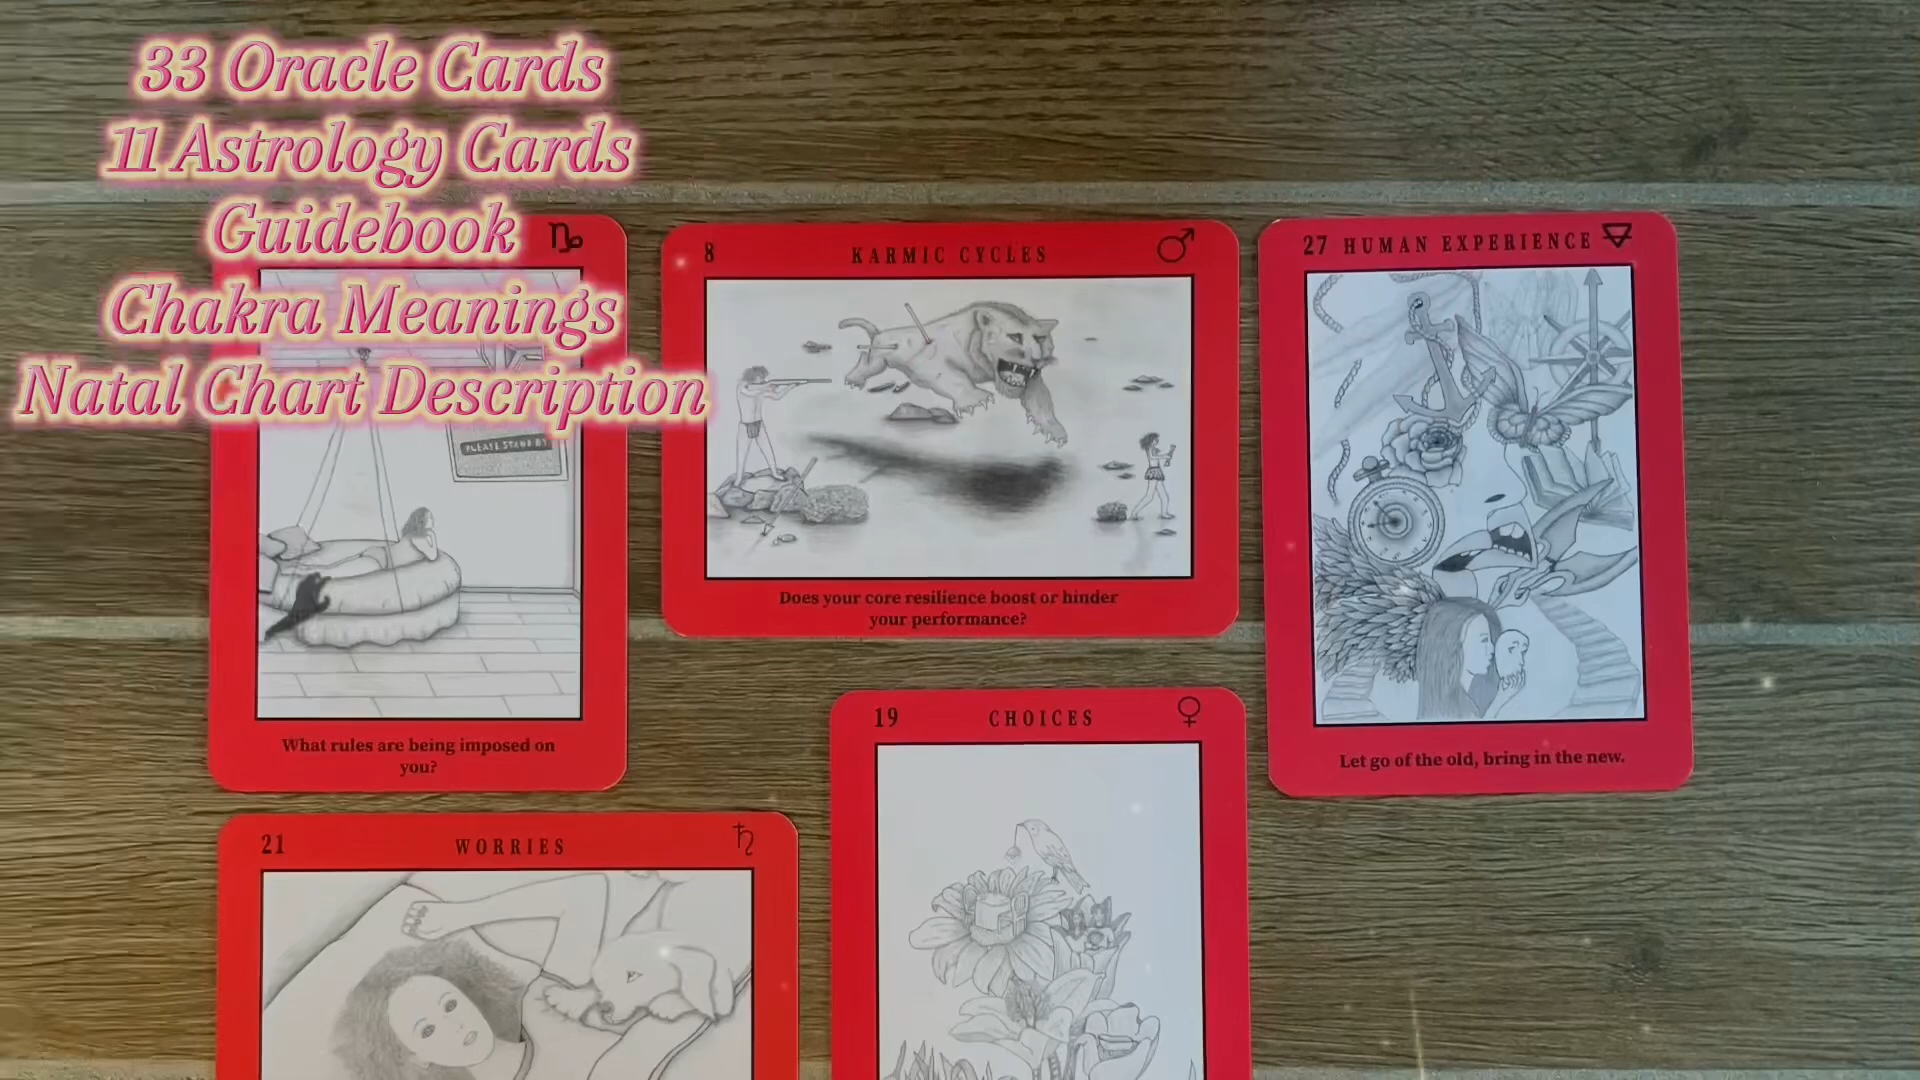 33 Oracle Cards
11 Astrology Cards
Guidebook
Chakra Meanings
Natal Chart Description
PLEASE STAND BY
What rules are being imposed on
you?
8 KARMIC CYCLES
Does your core resilience boost or hinder
your performance?
27 HUMAN EXPERIENCE
Let go of the old, bring in the new.
21 WORRIES
19 CHOICES